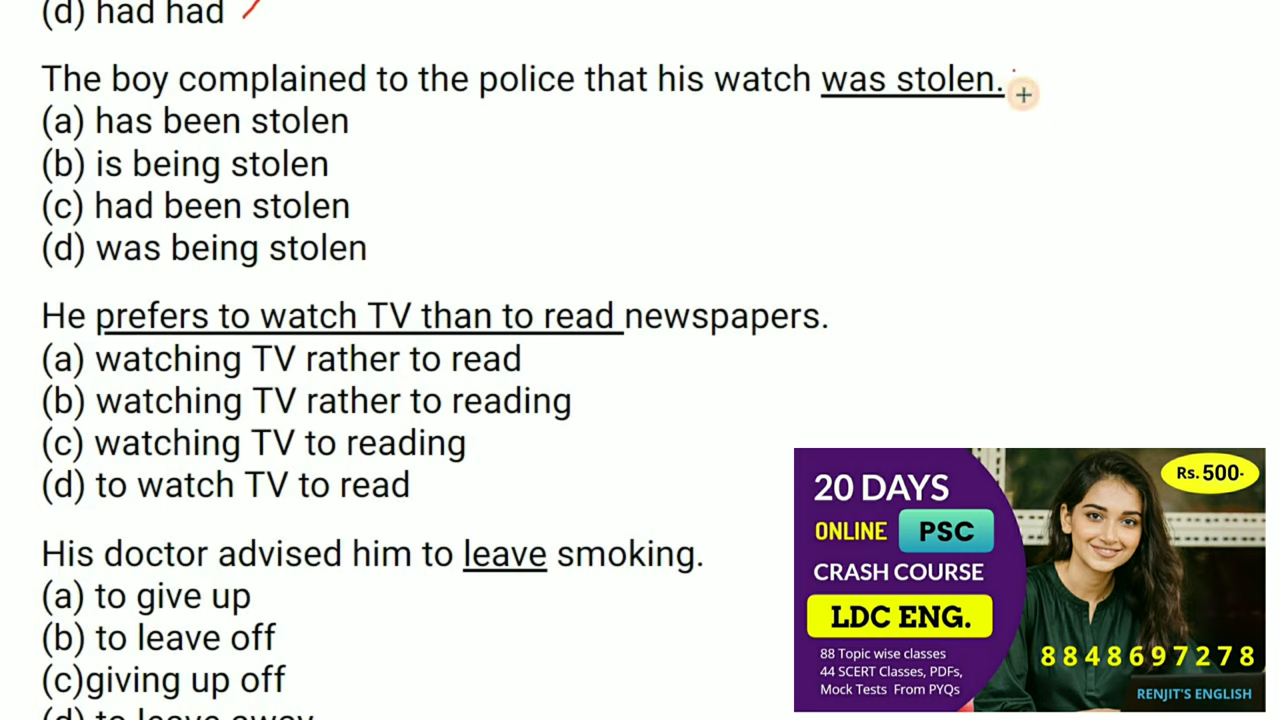 (d) had had
The boy complained to the police that his watch was stolen.
(a) has been stolen
(b) is being stolen
(c) had been stolen
(d) was being stolen
He prefers to watch TV than to read newspapers.
(a) watching TV rather to read
(b) watching TV rather to reading
(c) watching TV to reading
(d) to watch TV to read
His doctor advised him to leave smoking.
(a) to give up
(b) to leave off
(c)giving up off
(d) to leave away
Rs. 500-
20 DAYS
ONLINE PSC
CRASH COURSE
LDC ENG.
88 Topic wise classes
44 SCERT Classes, PDFs,
Mock Tests From PYQs
8848697278
RENJIT'S ENGLISH